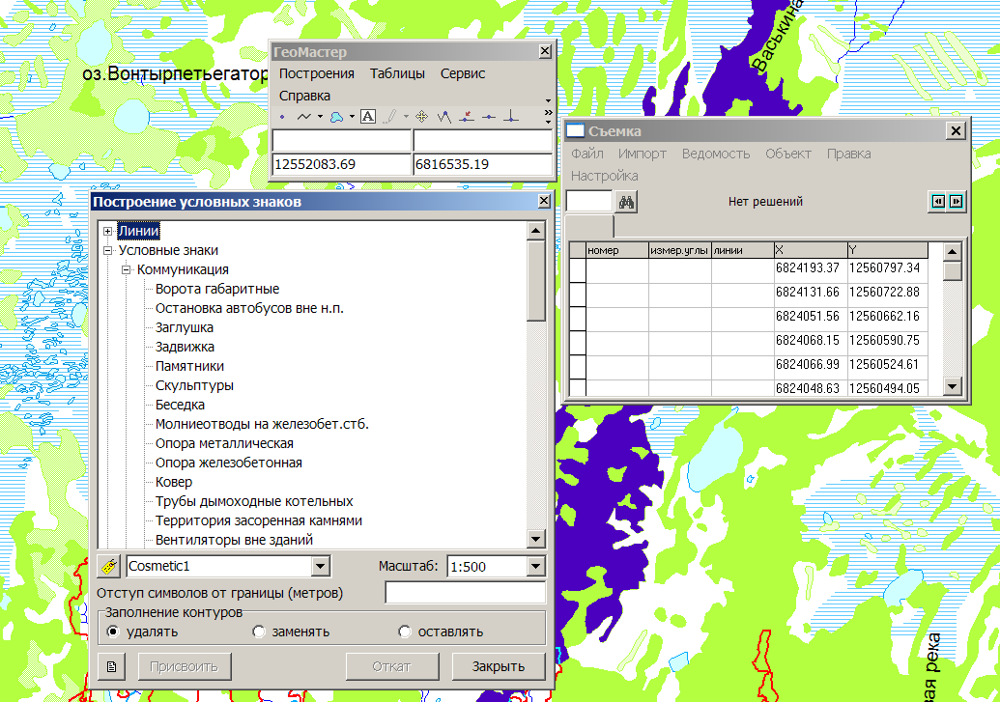 Васькина
оз.Вонтырпетьегатор
ГеоМастер
Построения Таблицы Сервис
Справка
12552083.69 6816535.19
Съемка
Файл Импорт Ведомость Объект Правка
Настройка
Нет решений
номер измер.углы линии X Y
6824193.37 12560797.34
6824131.66 12560722.88
6824051.56 12560662.16
6824068.15 12560590.75
6824066.99 12560524.61
6824048.63 12560494.05
Построение условных знаков
Линии
Условные знаки
Коммуникация
Ворота габаритные
Остановка автобусов вне н.п.
Заглушка
Задвижка
Памятники
Скульптуры
Беседка
Молниеотводы на железобет.стб.
Опора металлическая
Опора железобетонная
Ковер
Трубы дымоходные котельных
Территория засоренная камнями
Вентиляторы вне зданий
Cosmetic1 Масштаб: 1:500
Отступ символов от границы (метров)
Заполнение контуров
удалять заменять оставлять
Присвоить Откат Закрыть
вая река